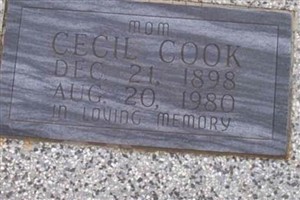 MOM
CECIL COOK
DEC. 21, 1898
AUG. 20, 1980
IN LOVING MEMORY